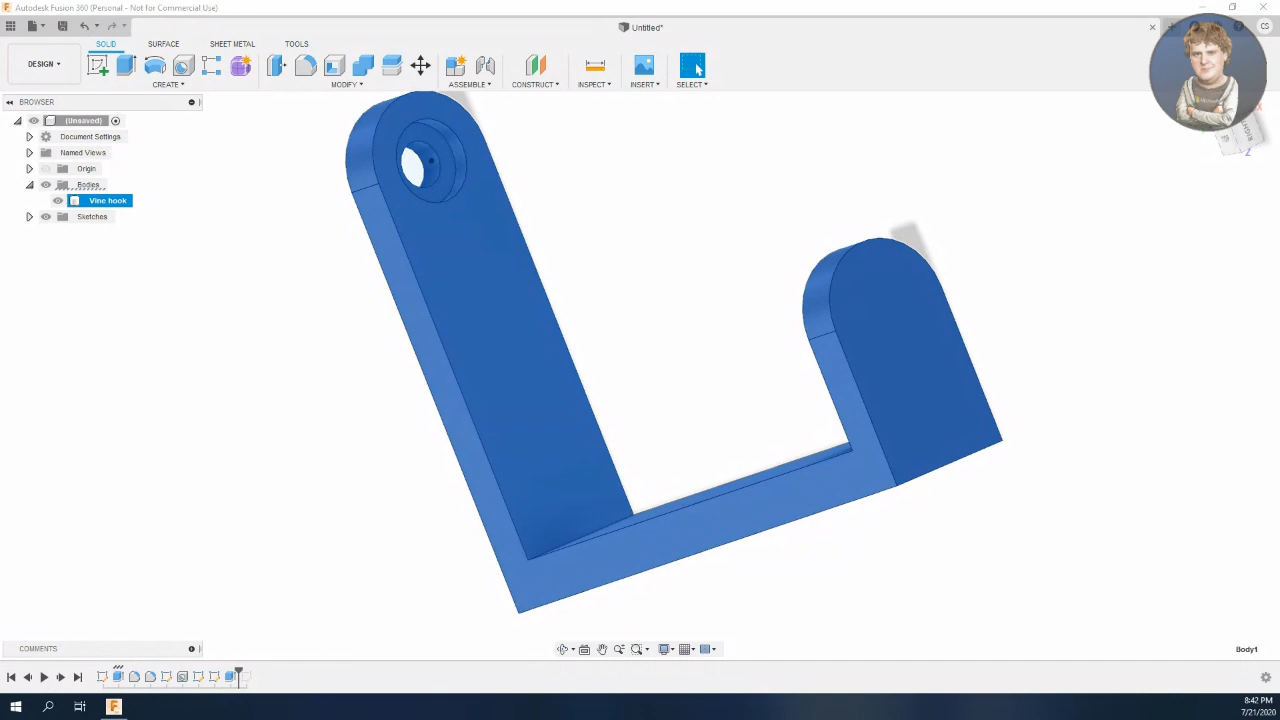 Autodesk Fusion 360 (Personal - Not for Commercial Use)
Untitled*
CS
DESIGN
SOLID
SURFACE
SHEET METAL
TOOLS
CREATE
MODIFY
ASSEMBLE
CONSTRUCT
INSPECT
INSERT
SELECT
BROWSER
(Unsaved)
Document Settings
Named Views
Origin
Bodies
Vine hook
Sketches
RIGHT
Z
COMMENTS
Body1
8:42 PM
7/21/2020